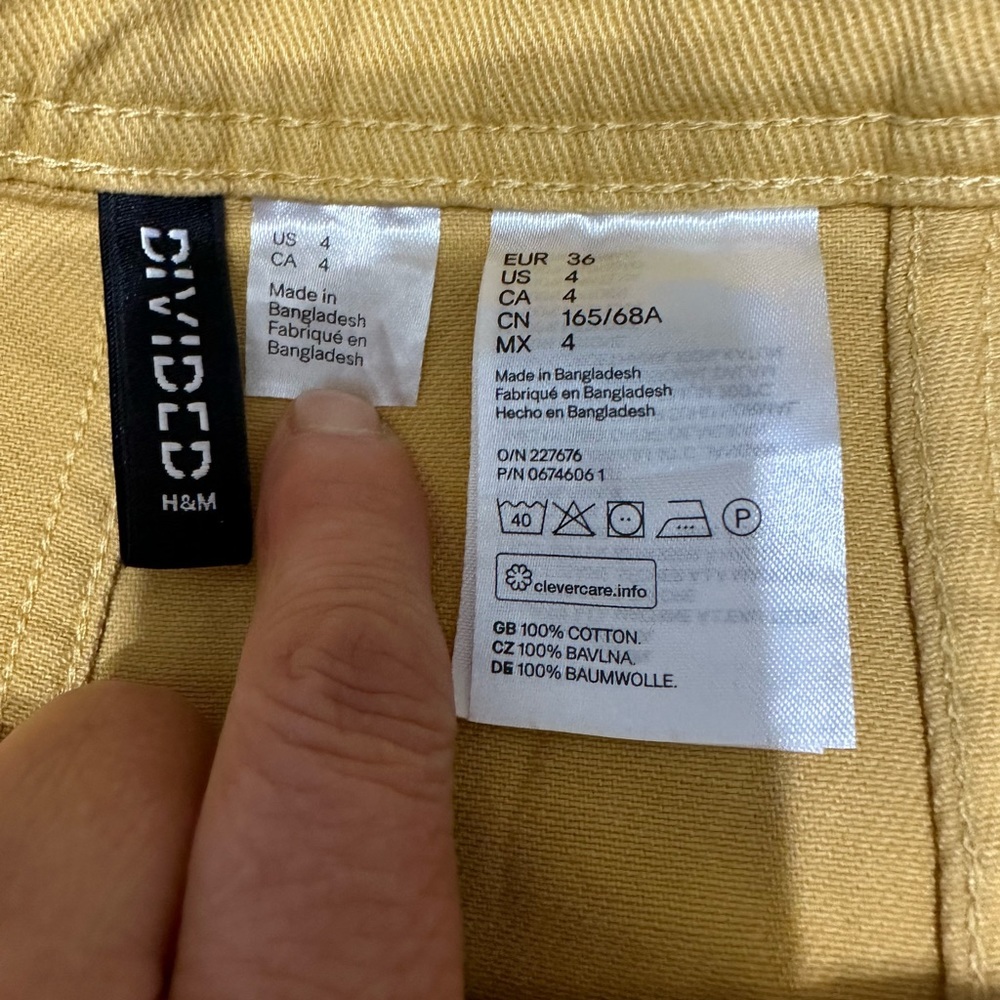 DIVIDED
H&M
US 4
CA 4
Made in
Bangladesh
Fabriqué en
Bangladesh
EUR 36
US 4
CA 4
CN 165/68A
MX 4
Made in Bangladesh
Fabriqué en Bangladesh
Hecho en Bangladesh
O/N 227676
P/N 06746061
40
P
clevercare.info
GB 100% COTTON.
CZ 100% BAVLNA.
DE 100% BAUMWOLLE.